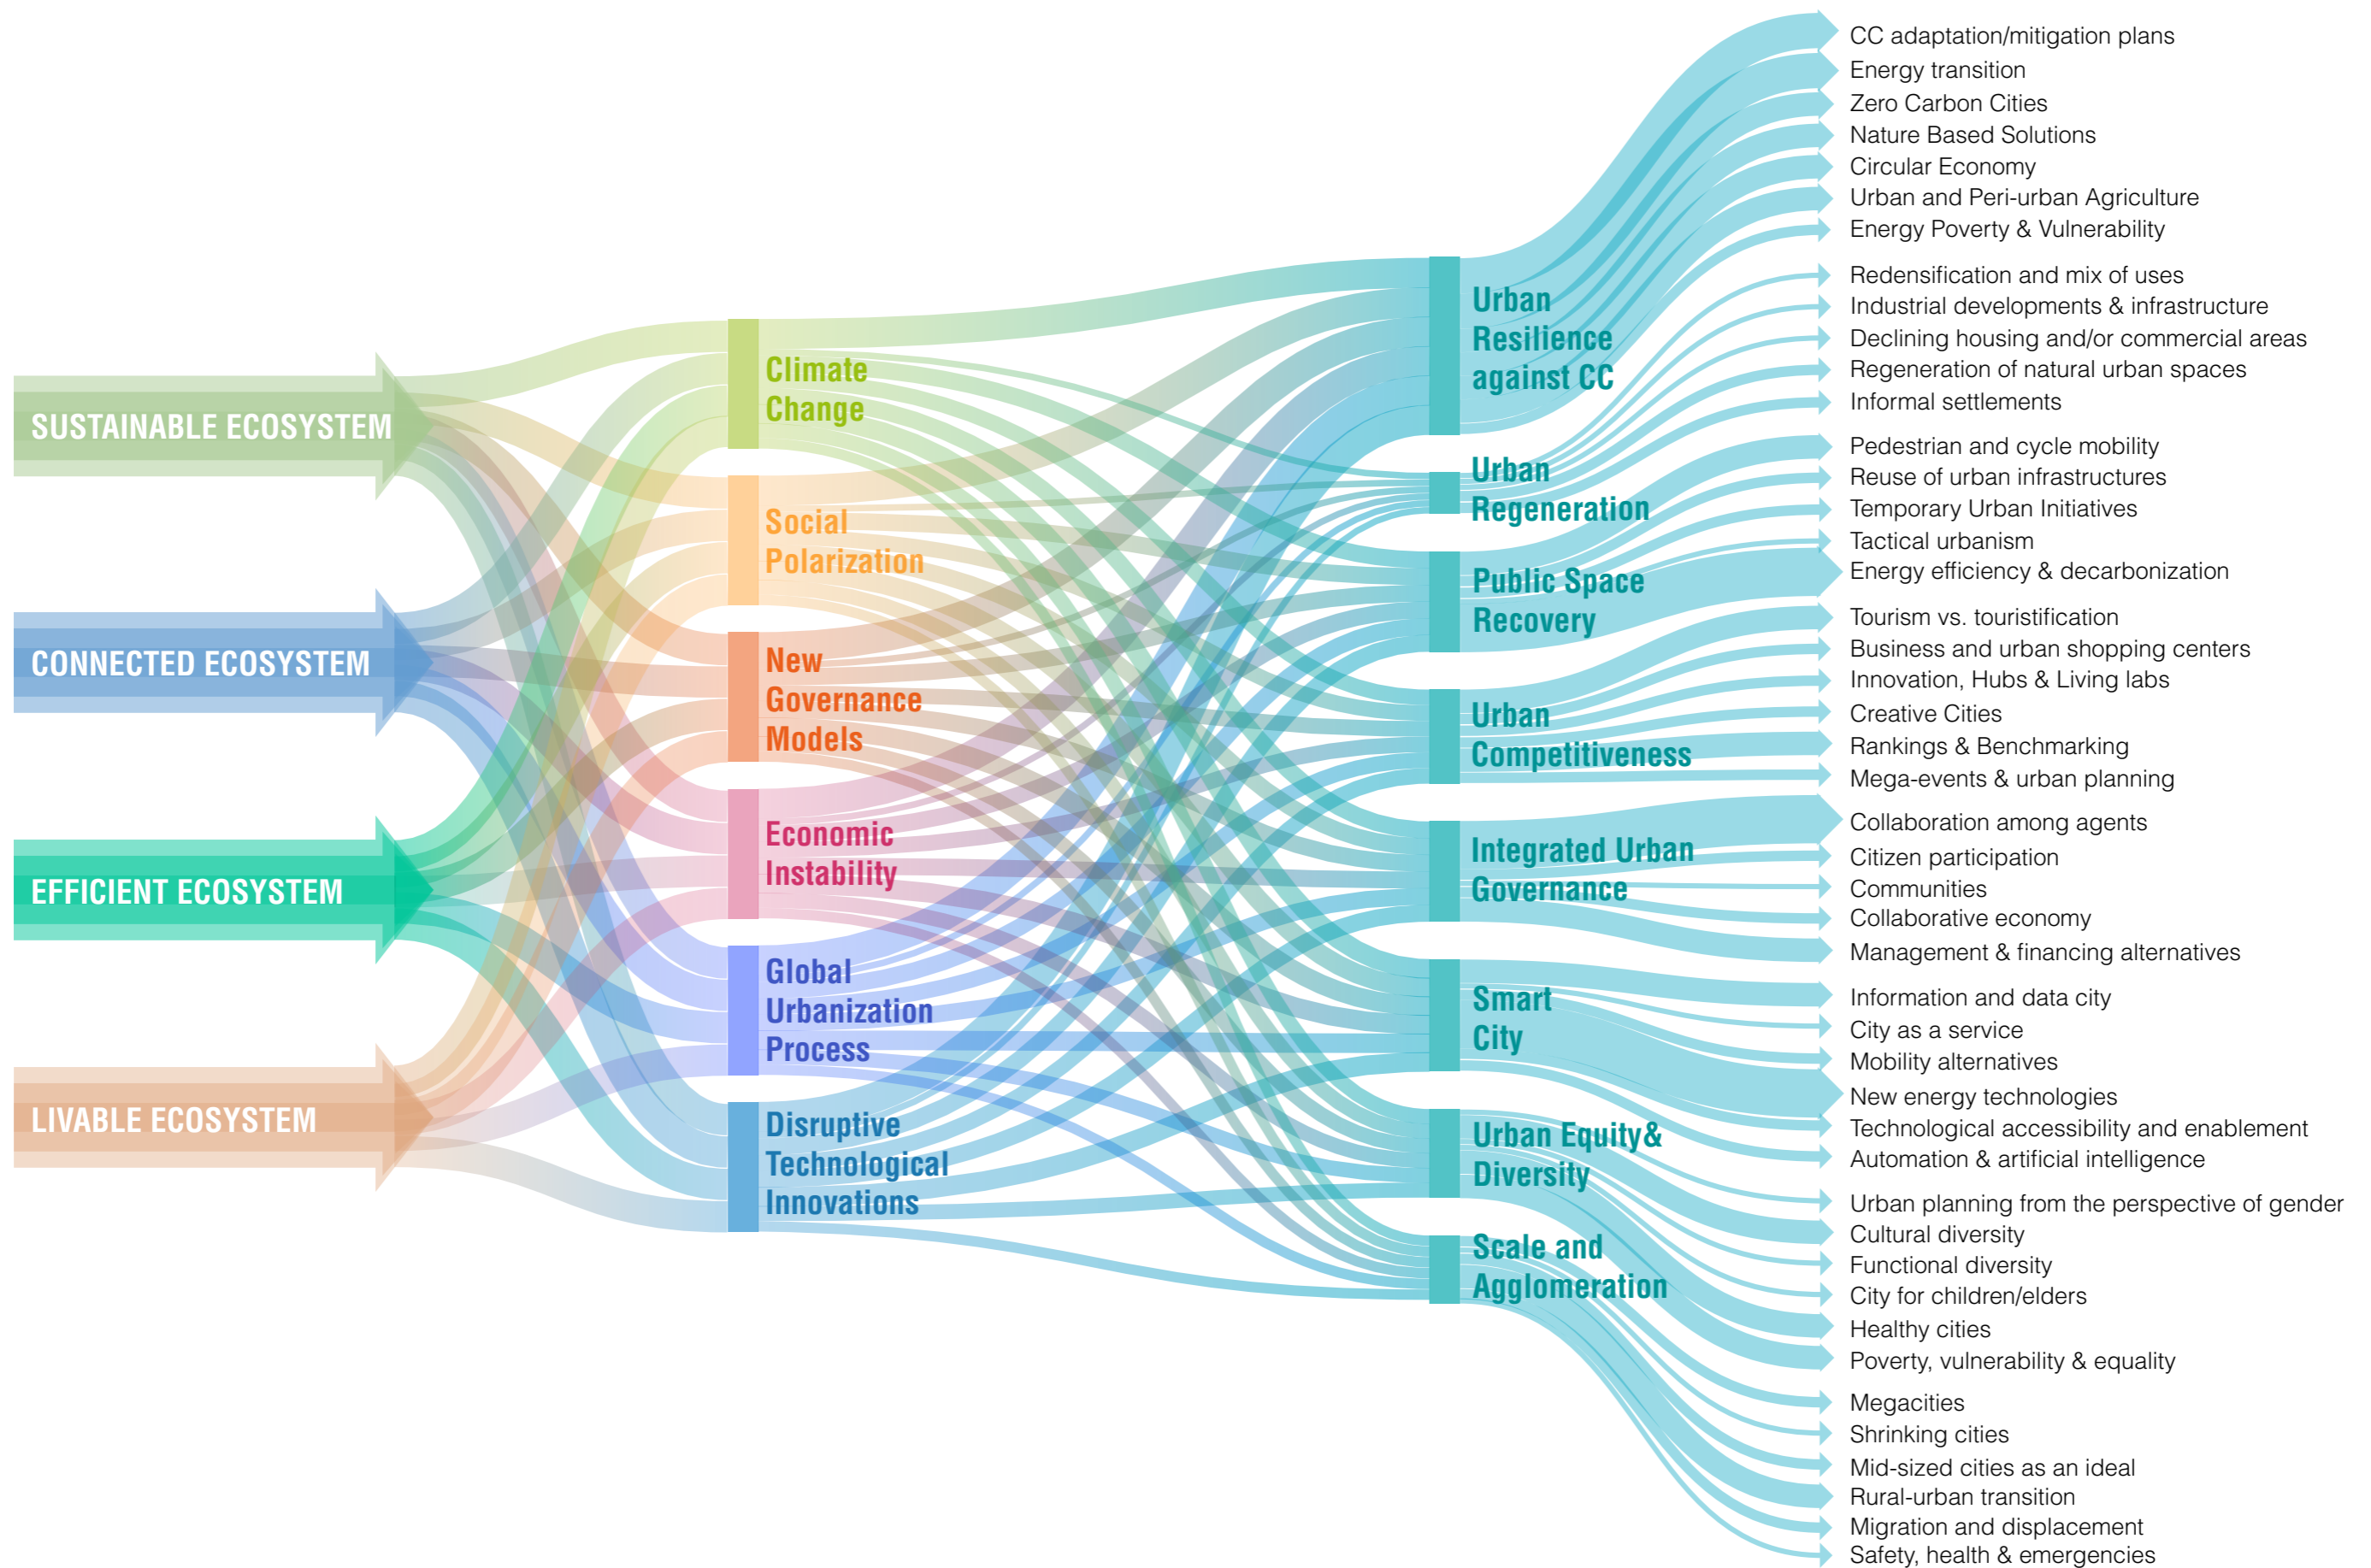 SUSTAINABLE ECOSYSTEM
CONNECTED ECOSYSTEM
EFFICIENT ECOSYSTEM
LIVABLE ECOSYSTEM
Climate
Change
Social
Polarization
New
Governance
Models
Economic
Instability
Global
Urbanization
Process
Disruptive
Technological
Innovations
Urban
Resilience
against CC
Urban
Regeneration
Public Space
Recovery
Urban
Competitiveness
Integrated Urban
Governance
Smart
City
Urban Equity&
Diversity
Scale and
Agglomeration
CC adaptation/mitigation plans
Energy transition
Zero Carbon Cities
Nature Based Solutions
Circular Economy
Urban and Peri-urban Agriculture
Energy Poverty & Vulnerability
Redensification and mix of uses
Industrial developments & infrastructure
Declining housing and/or commercial areas
Regeneration of natural urban spaces
Informal settlements
Pedestrian and cycle mobility
Reuse of urban infrastructures
Temporary Urban Initiatives
Tactical urbanism
Energy efficiency & decarbonization
Tourism vs. touristification
Business and urban shopping centers
Innovation, Hubs & Living labs
Creative Cities
Rankings & Benchmarking
Mega-events & urban planning
Collaboration among agents
Citizen participation
Communities
Collaborative economy
Management & financing alternatives
Information and data city
City as a service
Mobility alternatives
New energy technologies
Technological accessibility and enablement
Automation & artificial intelligence
Urban planning from the perspective of gender
Cultural diversity
Functional diversity
City for children/elders
Healthy cities
Poverty, vulnerability & equality
Megacities
Shrinking cities
Mid-sized cities as an ideal
Rural-urban transition
Migration and displacement
Safety, health & emergencies